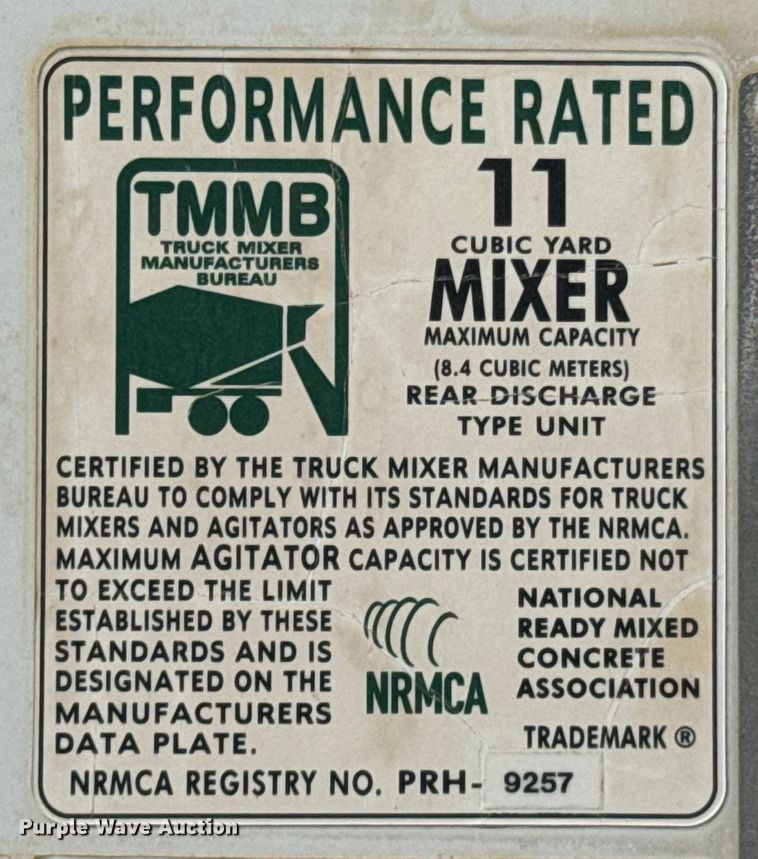 PERFORMANCE RATED
TMMB
TRUCK MIXER
MANUFACTURERS
BUREAU
11
CUBIC YARD
MIXER
MAXIMUM CAPACITY
(8.4 CUBIC METERS)
REAR DISCHARGE
TYPE UNIT
CERTIFIED BY THE TRUCK MIXER MANUFACTURERS
BUREAU TO COMPLY WITH ITS STANDARDS FOR TRUCK
MIXERS AND AGITATORS AS APPROVED BY THE NRMCA.
MAXIMUM AGITATOR CAPACITY IS CERTIFIED NOT
TO EXCEED THE LIMIT
ESTABLISHED BY THESE
STANDARDS AND IS
DESIGNATED ON THE
MANUFACTURERS
DATA PLATE.
NRMCA
NATIONAL
READY MIXED
CONCRETE
ASSOCIATION
TRADEMARK ®
NRMCA REGISTRY NO. PRH- 9257
Purple Wave Auction